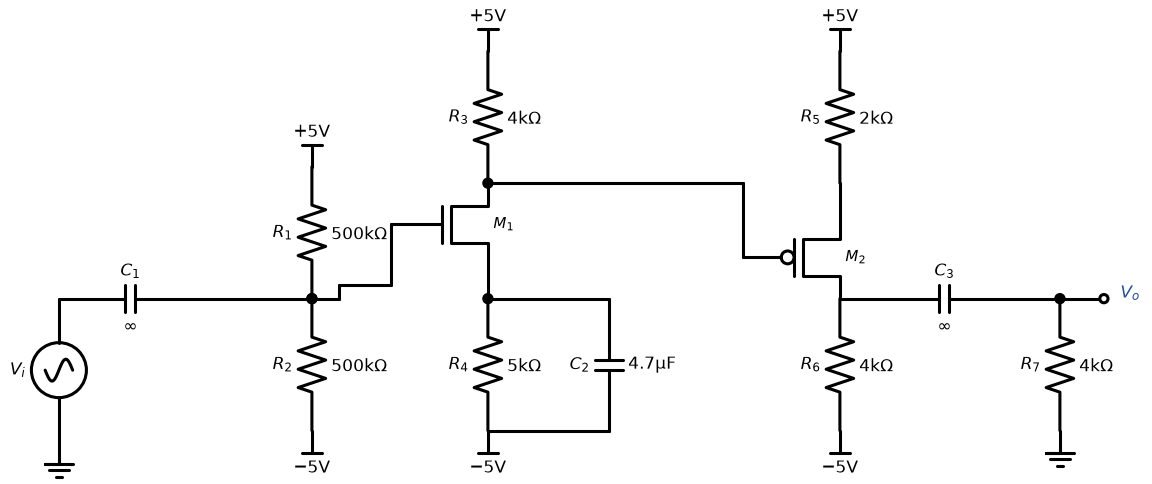 +5V
+5V
R3 4kΩ
R5 2kΩ
+5V
R1 500kΩ
M1
M2
C1
∞
C3
∞
Vo
Vi
R2 500kΩ
R4 5kΩ
C2 4.7µF
R6 4kΩ
R7 4kΩ
−5V
−5V
−5V